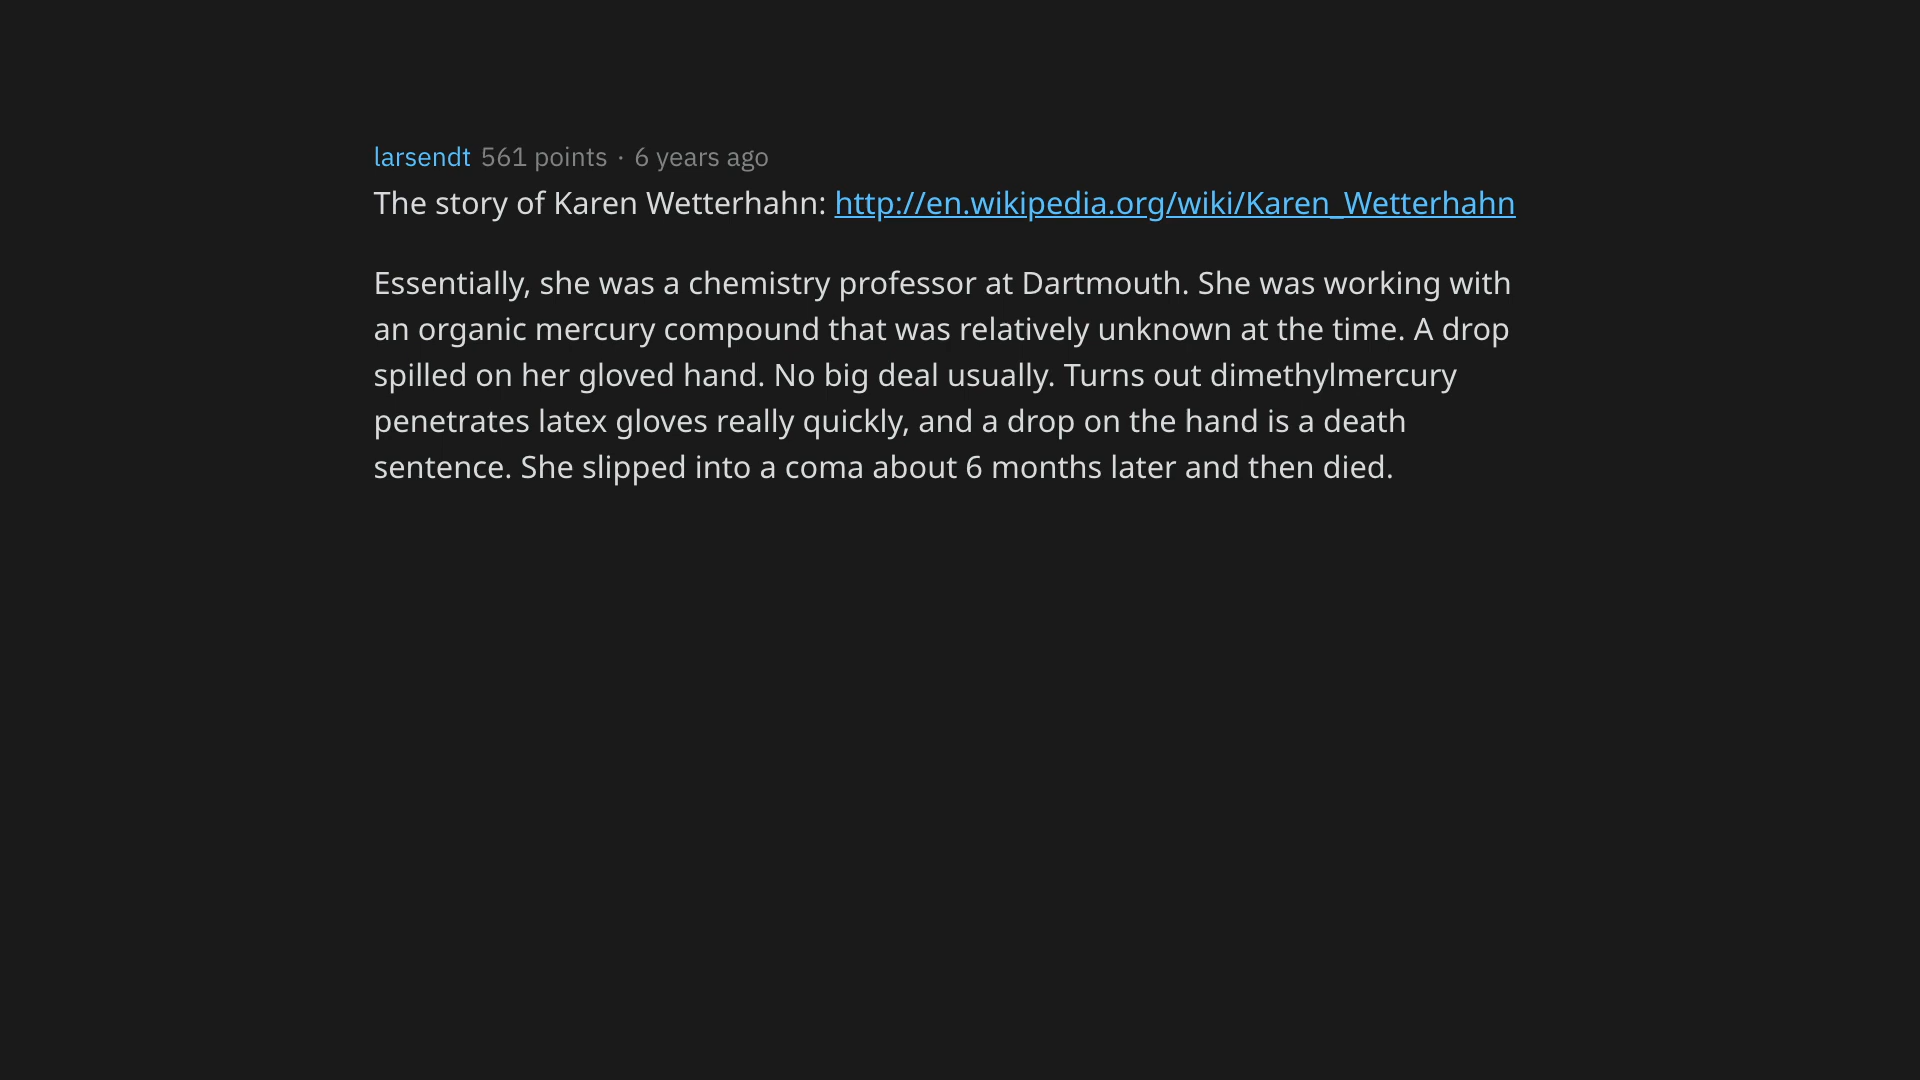 larsendt 561 points · 6 years ago
The story of Karen Wetterhahn: http://en.wikipedia.org/wiki/Karen_Wetterhahn
Essentially, she was a chemistry professor at Dartmouth. She was working with
an organic mercury compound that was relatively unknown at the time. A drop
spilled on her gloved hand. No big deal usually. Turns out dimethylmercury
penetrates latex gloves really quickly, and a drop on the hand is a death
sentence. She slipped into a coma about 6 months later and then died.